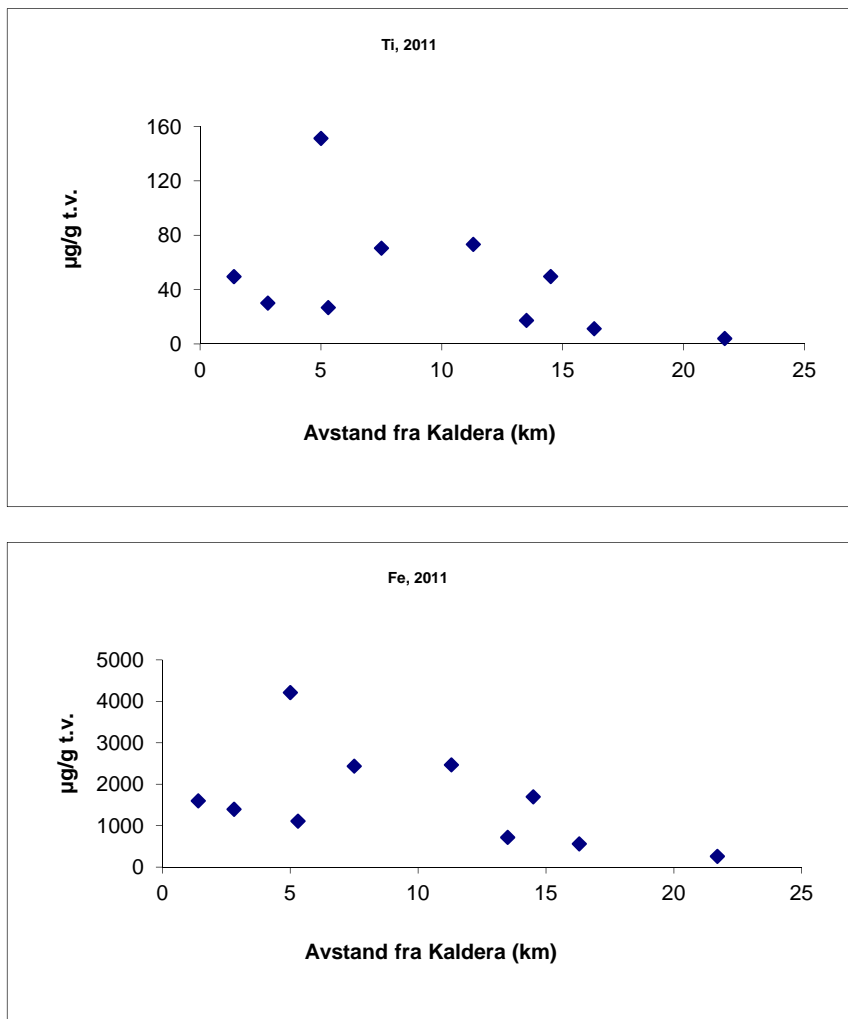 Ti, 2011
160
120
80
40
0
µg/g t.v.
0 5 10 15 20 25
Avstand fra Kaldera (km)
Fe, 2011
5000
4000
3000
2000
1000
0
µg/g t.v.
0 5 10 15 20 25
Avstand fra Kaldera (km)